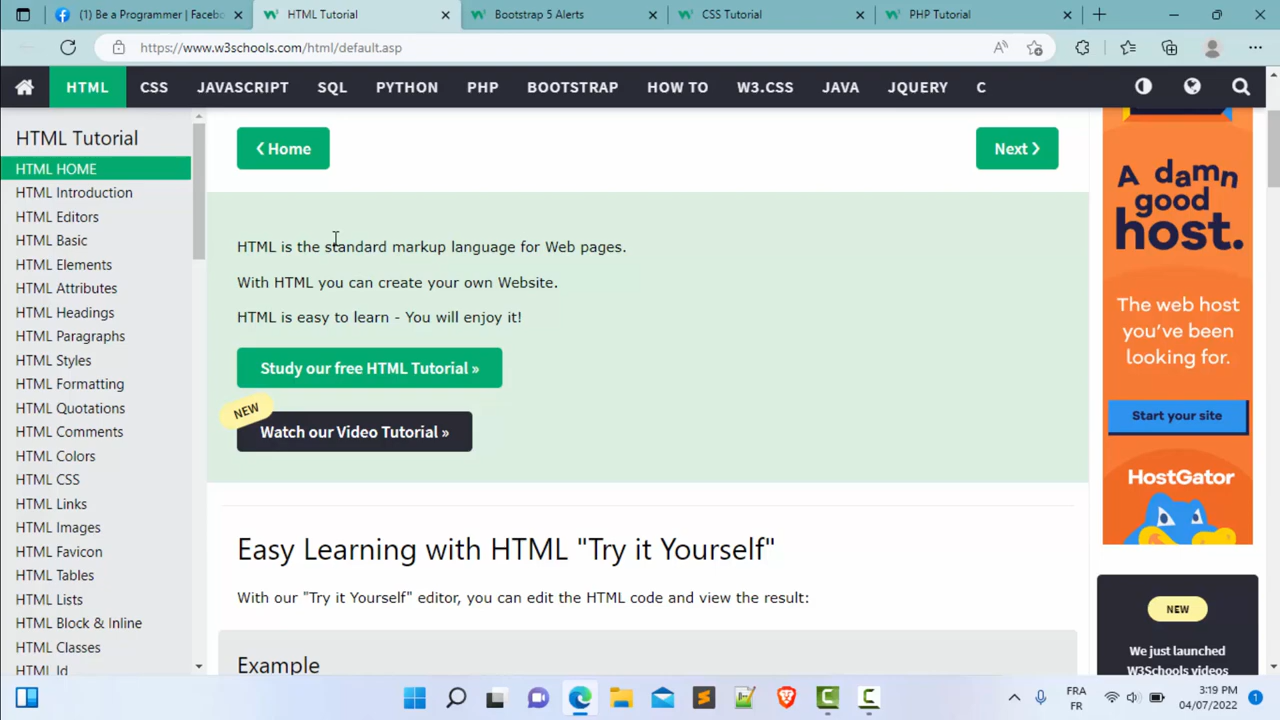 (1) Be a Programmer | Facebo
HTML Tutorial
Bootstrap 5 Alerts
CSS Tutorial
PHP Tutorial
https://www.w3schools.com/html/default.asp
HTML
CSS
JAVASCRIPT
SQL
PYTHON
PHP
BOOTSTRAP
HOW TO
W3.CSS
JAVA
JQUERY
C
HTML Tutorial
HTML HOME
HTML Introduction
HTML Editors
HTML Basic
HTML Elements
HTML Attributes
HTML Headings
HTML Paragraphs
HTML Styles
HTML Formatting
HTML Quotations
HTML Comments
HTML Colors
HTML CSS
HTML Links
HTML Images
HTML Favicon
HTML Tables
HTML Lists
HTML Block & Inline
HTML Classes
HTML Id
❮ Home
Next ❯
HTML is the standard markup language for Web pages.
With HTML you can create your own Website.
HTML is easy to learn - You will enjoy it!
Study our free HTML Tutorial »
NEW
Watch our Video Tutorial »
Easy Learning with HTML "Try it Yourself"
With our "Try it Yourself" editor, you can edit the HTML code and view the result:
Example
A damn
good
host.
The web host
you've been
looking for.
Start your site
HostGator
NEW
We just launched
W3Schools videos
FRA
FR
3:19 PM
04/07/2022
1